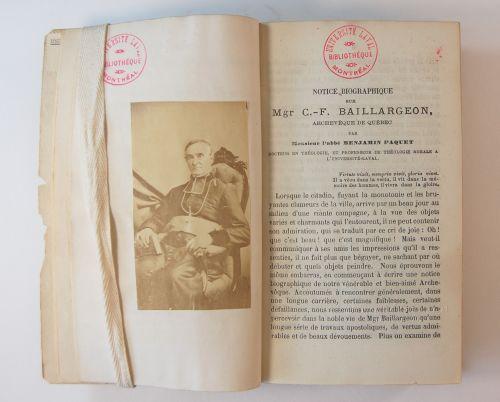 UNIVERSITÉ LAVAL
BIBLIOTHÈQUE
MONTRÉAL
UNIVERSITÉ LAVAL
BIBLIOTHÈQUE
MONTRÉAL
NOTICE BIOGRAPHIQUE
SUR
Mgr C.-F. BAILLARGEON,
ARCHEVÊQUE DE QUÉBEC
PAR
Monsieur l'abbé BENJAMIN PAQUET
DOCTEUR EN THÉOLOGIE, ET PROFESSEUR DE THÉOLOGIE MORALE A
L'UNIVERSITÉ-LAVAL.
Virtute vixit, memoria vivit, gloria vivet.
Il a vécu dans la vertu, il vit dans la mé-
moire des hommes, il vivra dans la gloire.
Lorsque le citadin, fuyant la monotonie et les bru-
yantes clameurs de la ville, arrive par un beau jour au
milieu d'une riante campagne, à la vue des objets
variés et charmants qui l'entourent, il ne peut contenir
son admiration, qui se traduit par ce cri de joie: Oh!
que c'est beau! que c'est magnifique! Mais veut-il
communiquer à ses amis les impressions qu'il a res-
senties, il ne fait plus que bégayer, ne sachant par où
débuter et quels objets peindre. Nous éprouvons le
même embarras, en commençant à écrire une notice
biographique de notre vénérable et bien-aimé Arche-
vêque. Accoutumés à rencontrer généralement, dans
une longue carrière, certaines faiblesses, certaines
défaillances, nous ressentons une véritable joie de n'a-
percevoir dans la noble vie de Mgr Baillargeon qu'une
longue série de travaux apostoliques, de vertus admi-
rables et de beaux dévouements. Plus on examine de